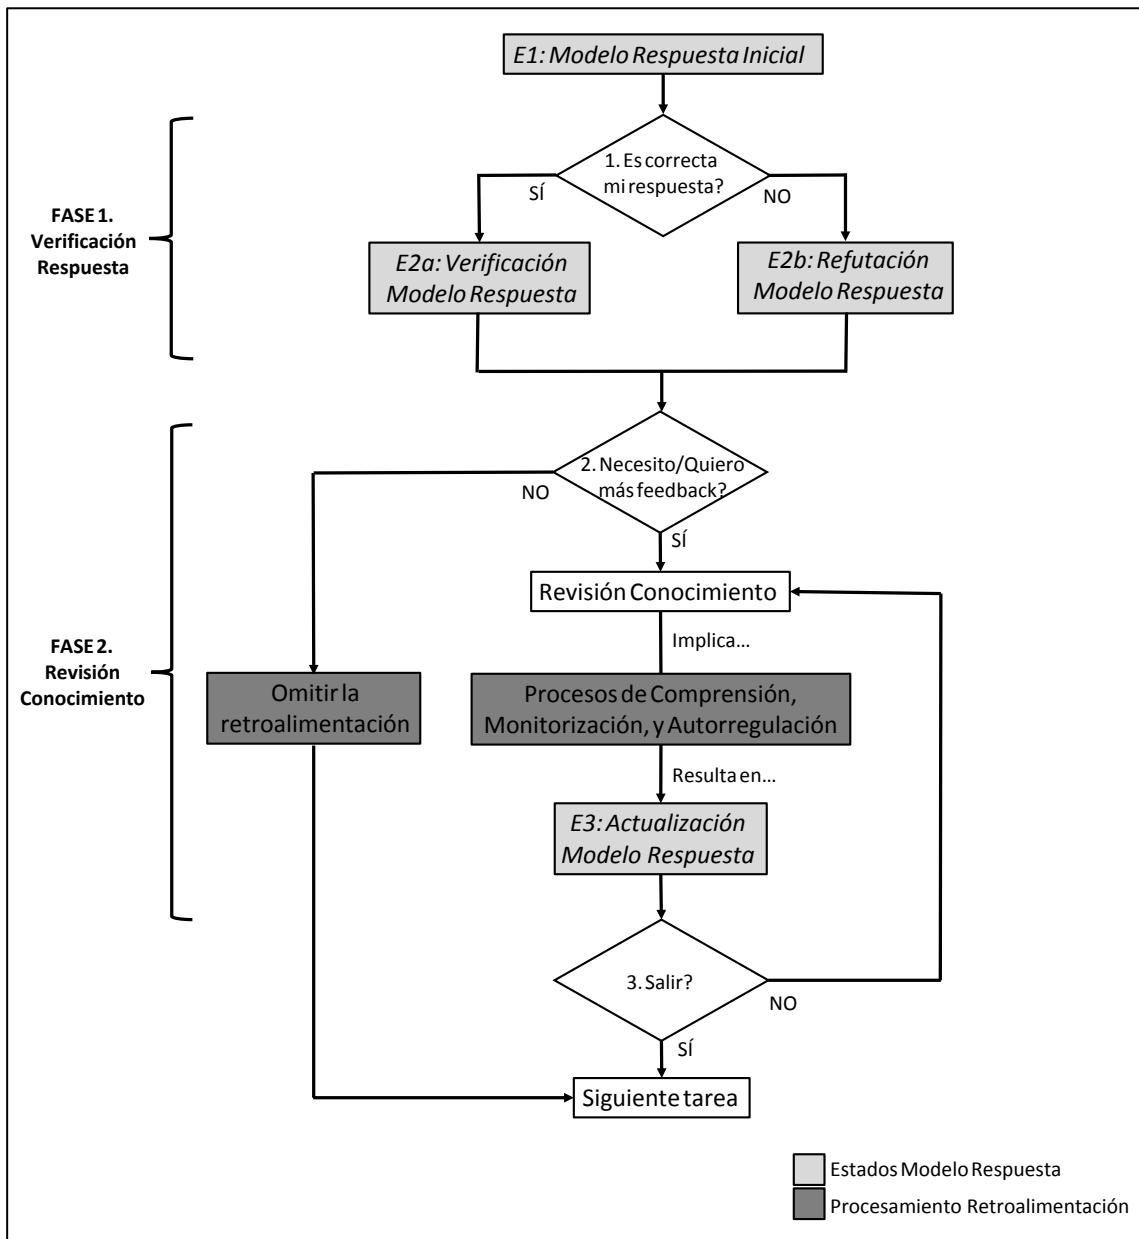 E1: Modelo Respuesta Inicial
1. Es correcta
mi respuesta?
SÍ
NO
FASE 1.
Verificación
Respuesta
E2a: Verificación
Modelo Respuesta
E2b: Refutación
Modelo Respuesta
2. Necesito/Quiero
más feedback?
NO
SÍ
Revisión Conocimiento
Implica...
FASE 2.
Revisión
Conocimiento
Omitir la
retroalimentación
Procesos de Comprensión,
Monitorización, y Autorregulación
Resulta en...
E3: Actualización
Modelo Respuesta
3. Salir?
NO
SÍ
Siguiente tarea
Estados Modelo Respuesta
Procesamiento Retroalimentación